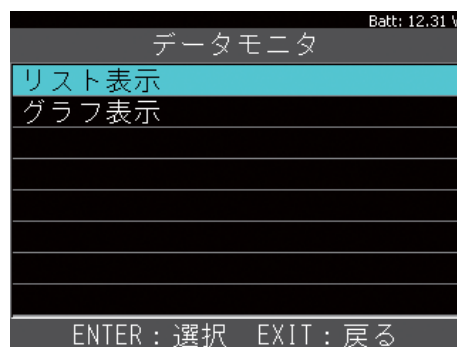 Batt: 12.31 V
データモニタ
リスト表示
グラフ表示
ENTER：選択 EXIT：戻る